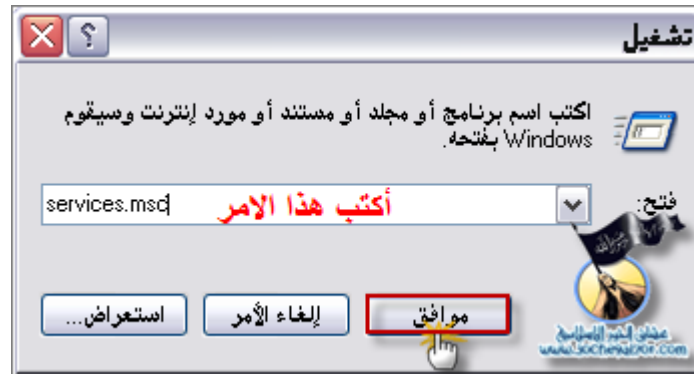 تشغيل
اكتب اسم برنامج أو مجلد أو مستند أو مورد إنترنت وسيقوم
Windows بفتحه.
فتح:
services.msc
أكتب هذا الامر
موافق
إلغاء الأمر
استعراض...